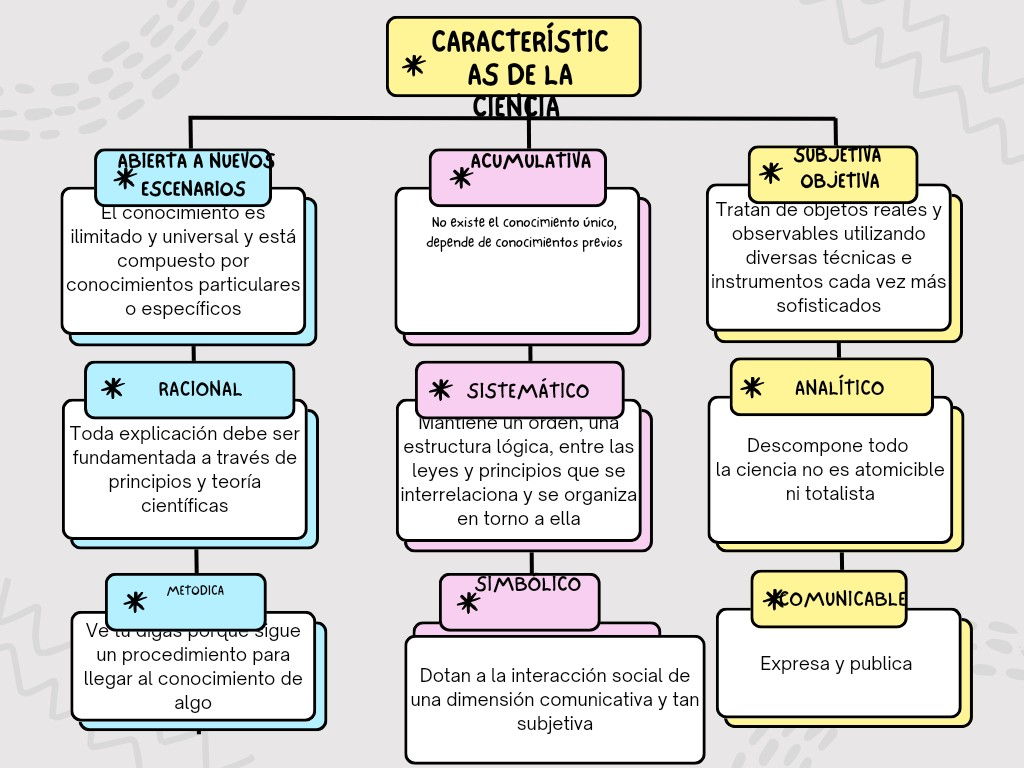 CARACTERÍSTIC
AS DE LA
CIENCIA
ABIERTA A NUEVOS
ESCENARIOS
El conocimiento es
ilimitado y universal y está
compuesto por
conocimientos particulares
o específicos
ACUMULATIVA
No existe el conocimiento único,
depende de conocimientos previos
SUBJETIVA
OBJETIVA
Tratan de objetos reales y
observables utilizando
diversas técnicas e
instrumentos cada vez más
sofisticados
RACIONAL
Toda explicación debe ser
fundamentada a través de
principios y teoría
científicas
SISTEMÁTICO
Mantiene un orden, una
estructura lógica, entre las
leyes y principios que se
interrelaciona y se organiza
en torno a ella
ANALÍTICO
Descompone todo
la ciencia no es atomicible
ni totalista
METODICA
Ve tu digas porque sigue
un procedimiento para
llegar al conocimiento de
algo
SIMBÓLICO
Dotan a la interacción social de
una dimensión comunicativa y tan
subjetiva
COMUNICABLE
Expresa y publica